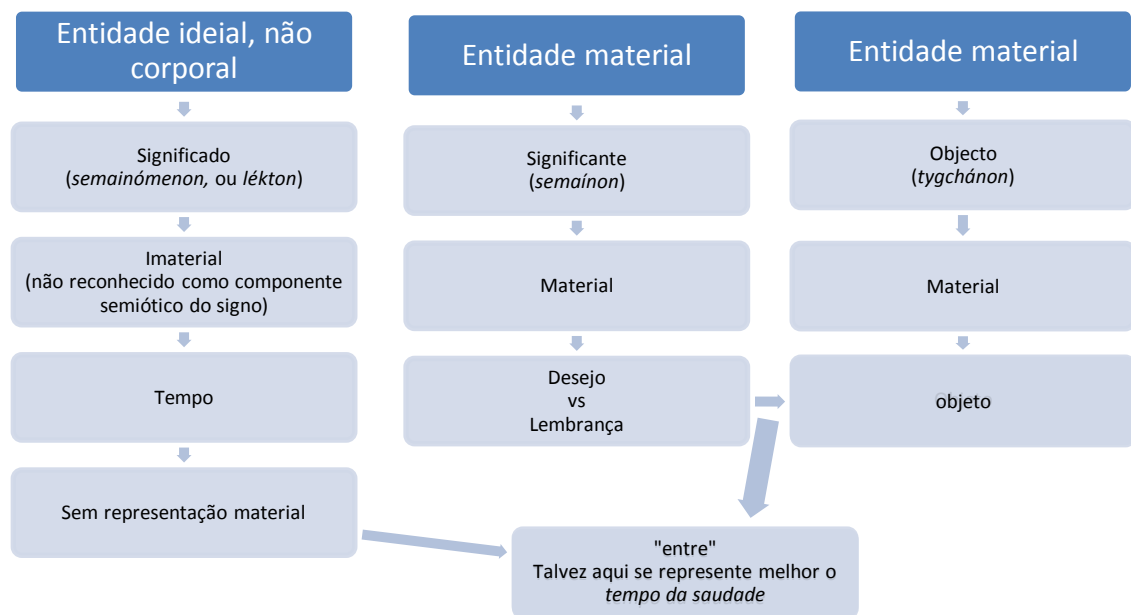 Entidade ideial, não
corporal
Significado
(semainómenon, ou lékton)
Imaterial
(não reconhecido como componente
semiótico do signo)
Tempo
Sem representação material
Entidade material
Significante
(semaínon)
Material
Desejo
vs
Lembrança
Entidade material
Objecto
(tygchánon)
Material
objeto
"entre"
Talvez aqui se represente melhor o
tempo da saudade